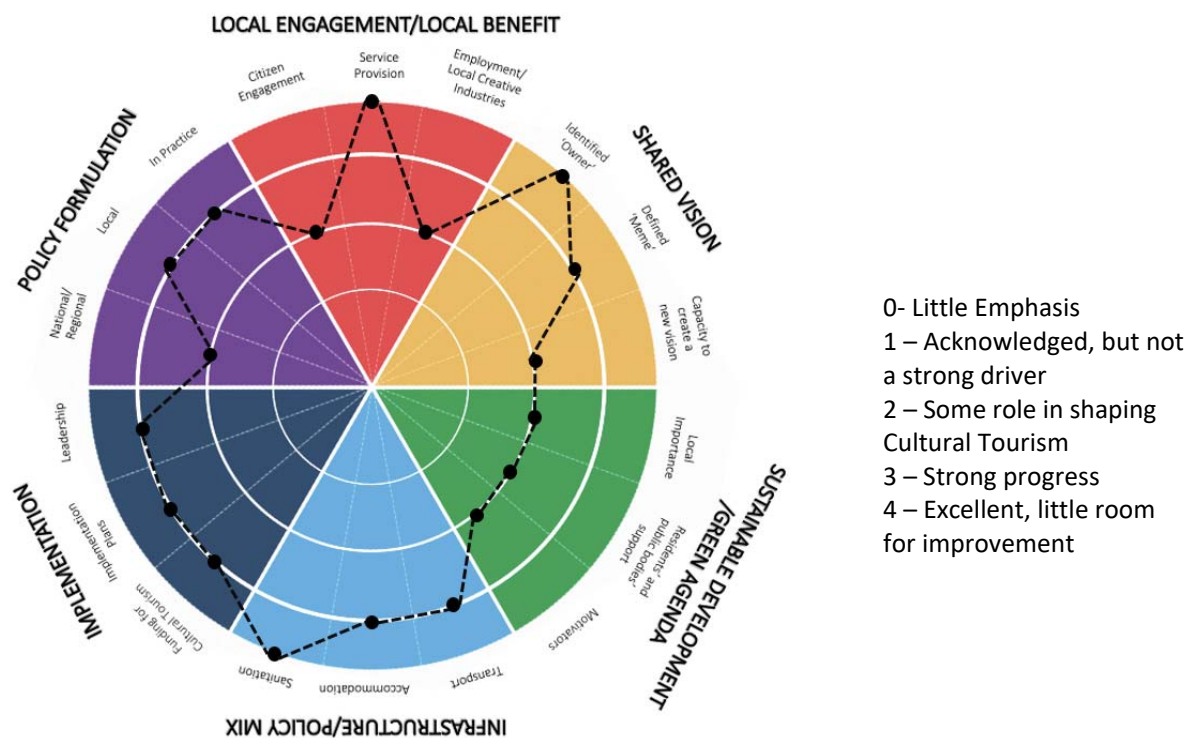 LOCAL ENGAGEMENT/LOCAL BENEFIT
Citizen
Engagement
Service
Provision
Employment/
Local Creative
Industries
SHARED VISION
Identified
‘Owner’
Defined
‘Meme’
Capacity to
create a
new vision
SUSTAINABLE DEVELOPMENT
/GREEN AGENDA
Local
Importance
Residents’ and
public bodies’
support
Motivators
INFRASTRUCTURE/POLICY MIX
Transport
Accommodation
Sanitation
IMPLEMENTATION
Funding for
Cultural Tourism
Implementation
Plans
Leadership
POLICY FORMULATION
National/
Regional
Local
In Practice
0- Little Emphasis
1 – Acknowledged, but not
a strong driver
2 – Some role in shaping
Cultural Tourism
3 – Strong progress
4 – Excellent, little room
for improvement